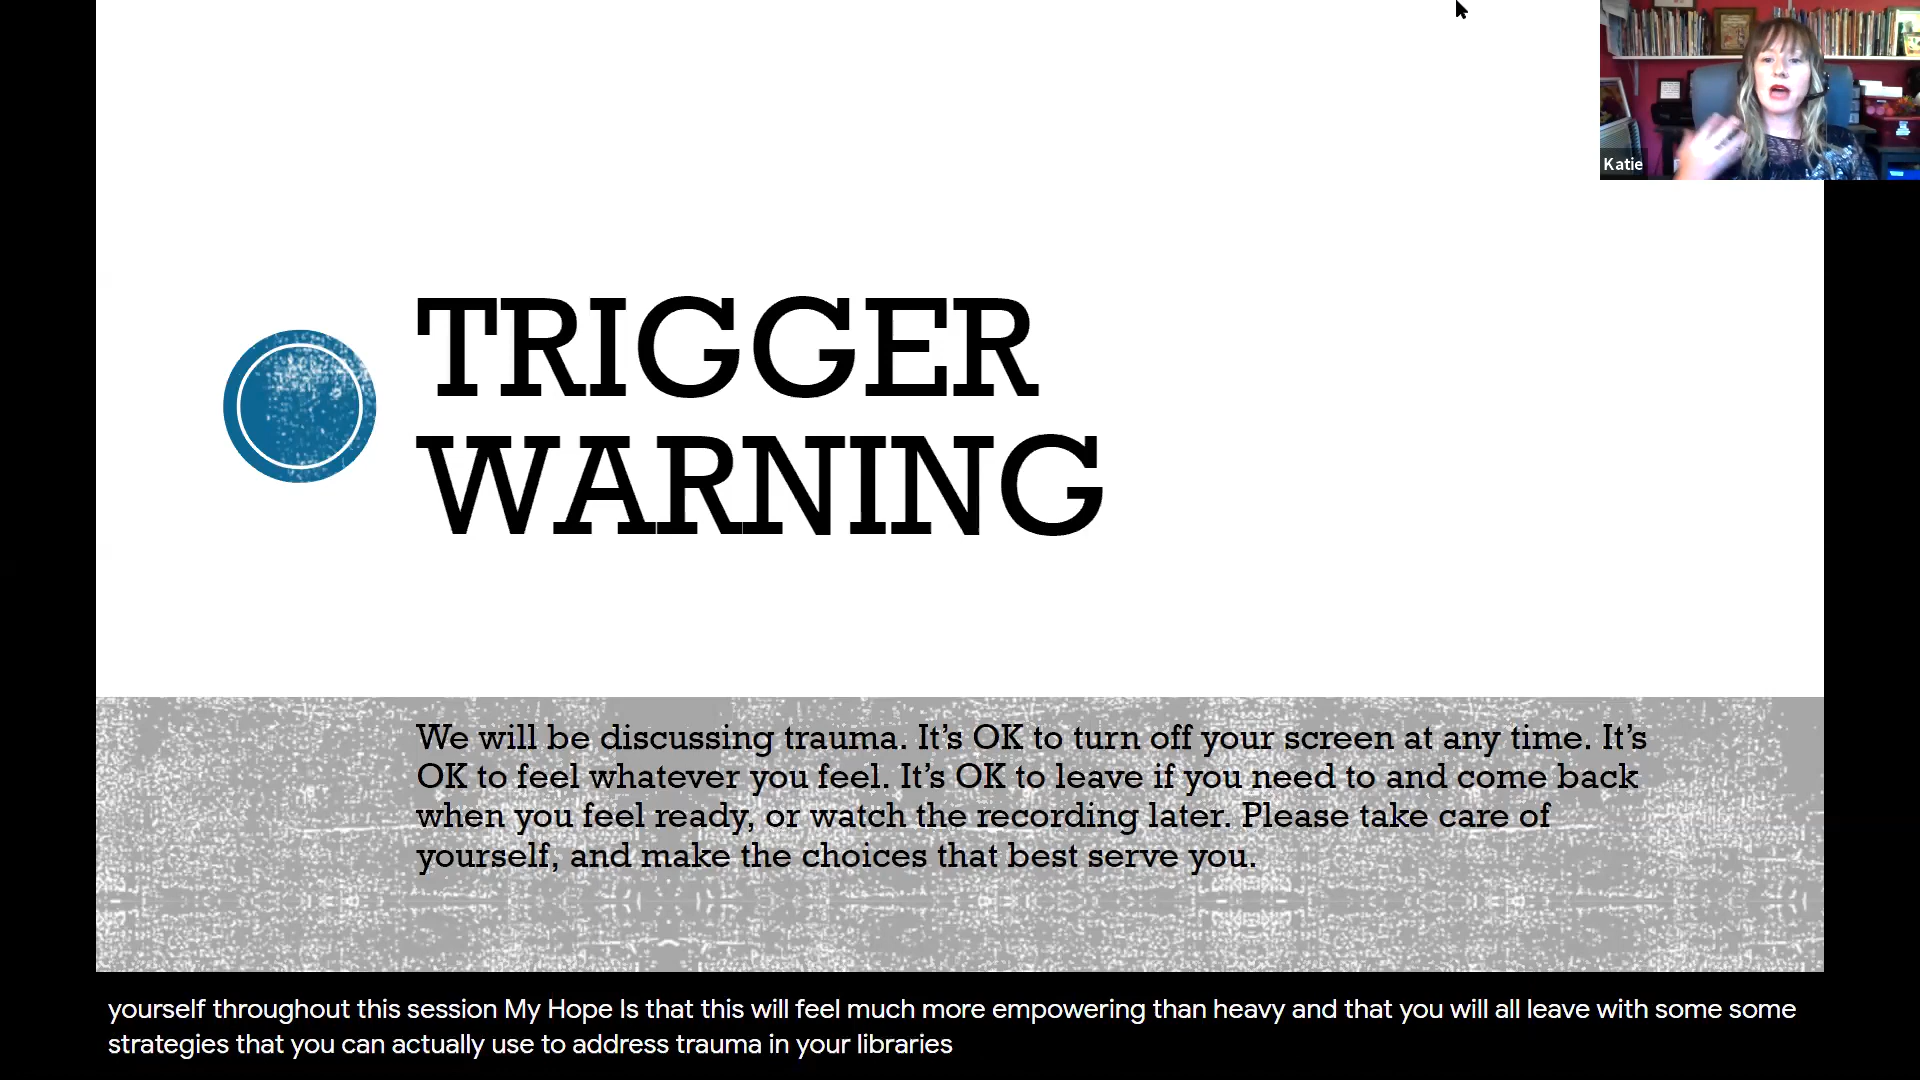 Katie
TRIGGER
WARNING
We will be discussing trauma. It’s OK to turn off your screen at any time. It’s
OK to feel whatever you feel. It’s OK to leave if you need to and come back
when you feel ready, or watch the recording later. Please take care of
yourself, and make the choices that best serve you.
yourself throughout this session My Hope Is that this will feel much more empowering than heavy and that you will all leave with some some
strategies that you can actually use to address trauma in your libraries